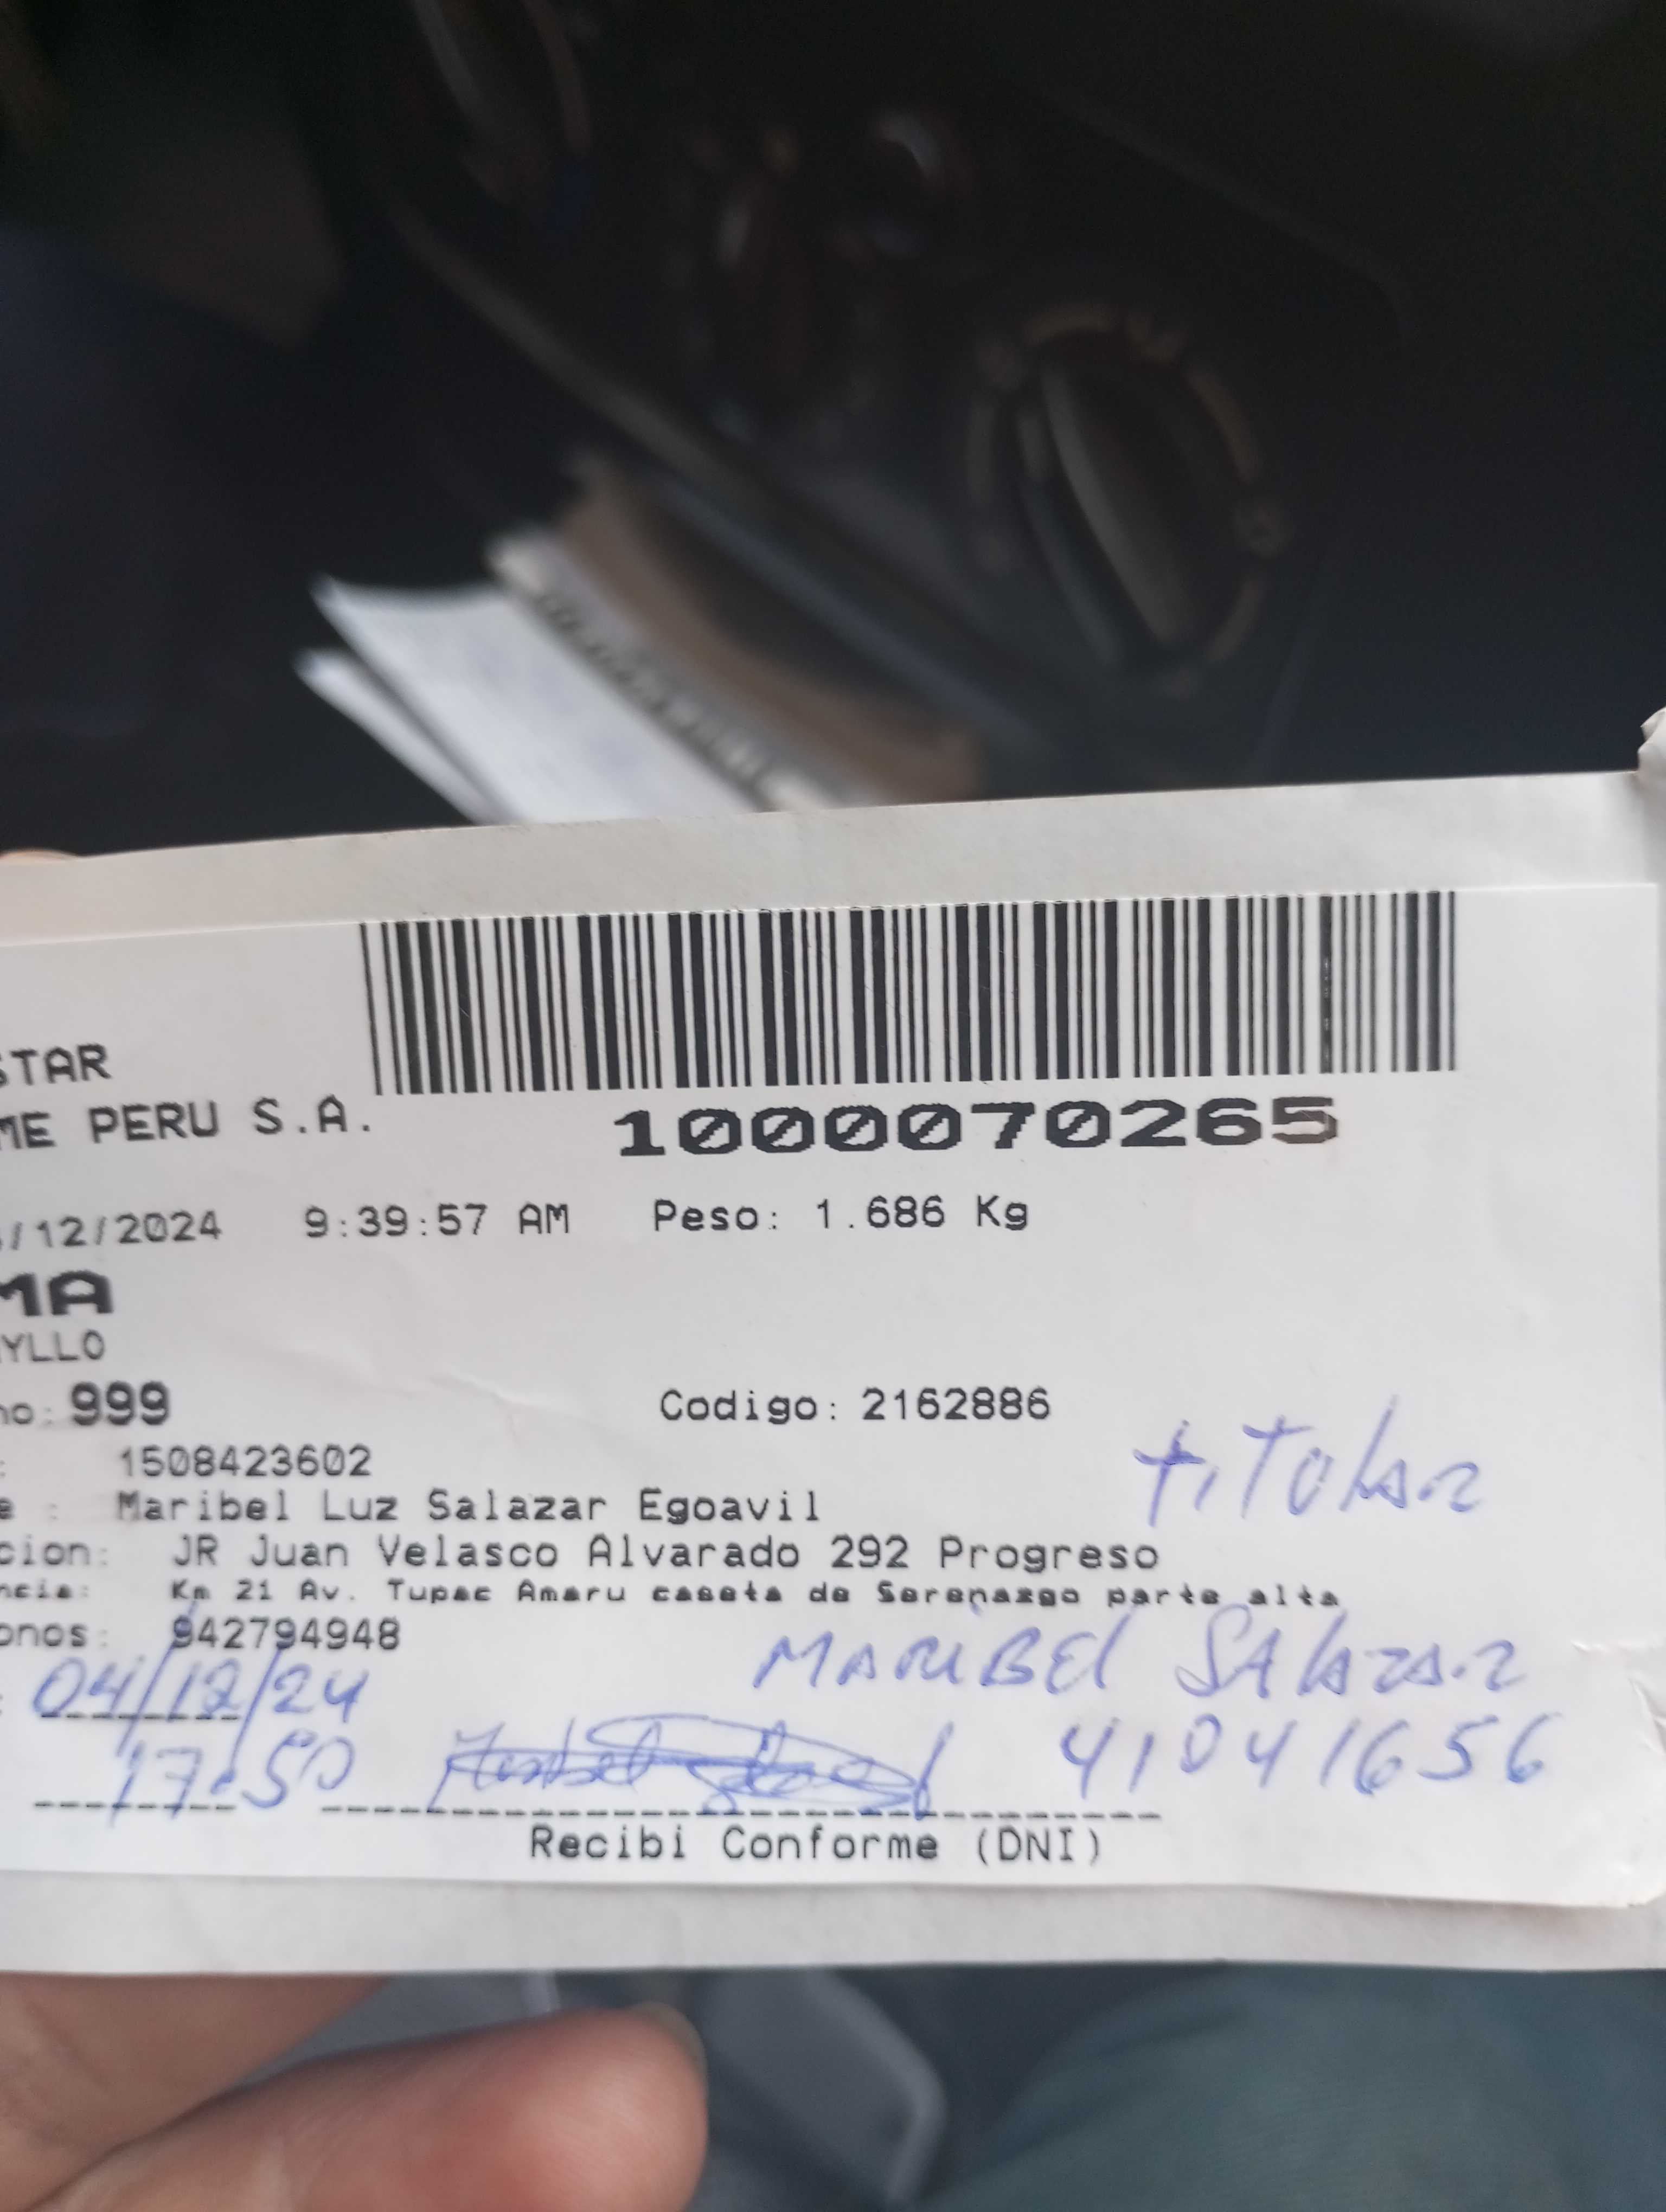 STAR
ME PERU S.A.
1000070265
/12/2024 9:39:57 AM Peso: 1.686 Kg
MA
YLLO
no: 999 Codigo: 2162886
: 1508423602
titular
e : Maribel Luz Salazar Egoavil
cion: JR Juan Velasco Alvarado 292 Progreso
ncia: Km 21 Av. Tupac Amaru caseta de Serenazgo parte alta
onos: 942794948
MARIBEl SAlazar
: 04/12/24
17:50 41041656
Recibi Conforme (DNI)